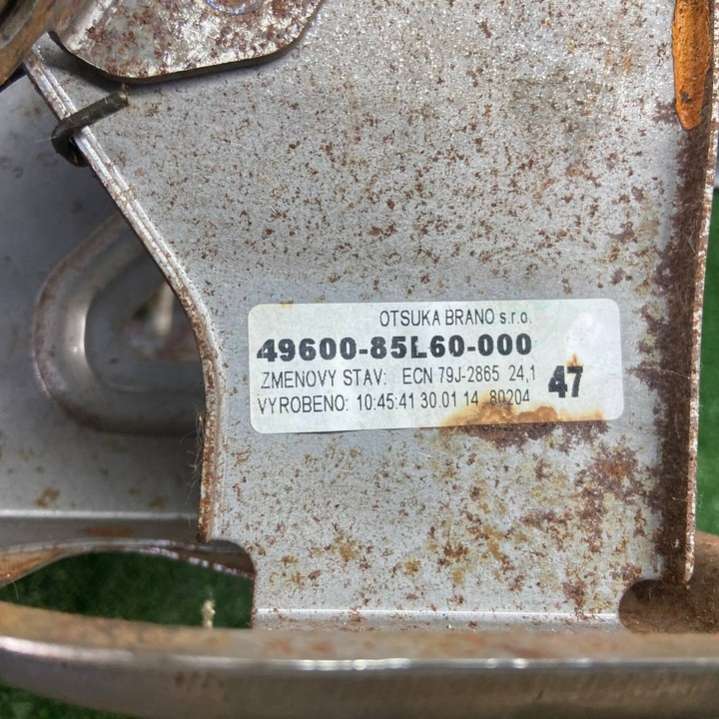 OTSUKA BRANO s.r.o.
49600-85L60-000
ZMENOVY STAV: ECN 79J-2865 24,1
47
VYROBENO: 10:45:41 30 01 14 80204